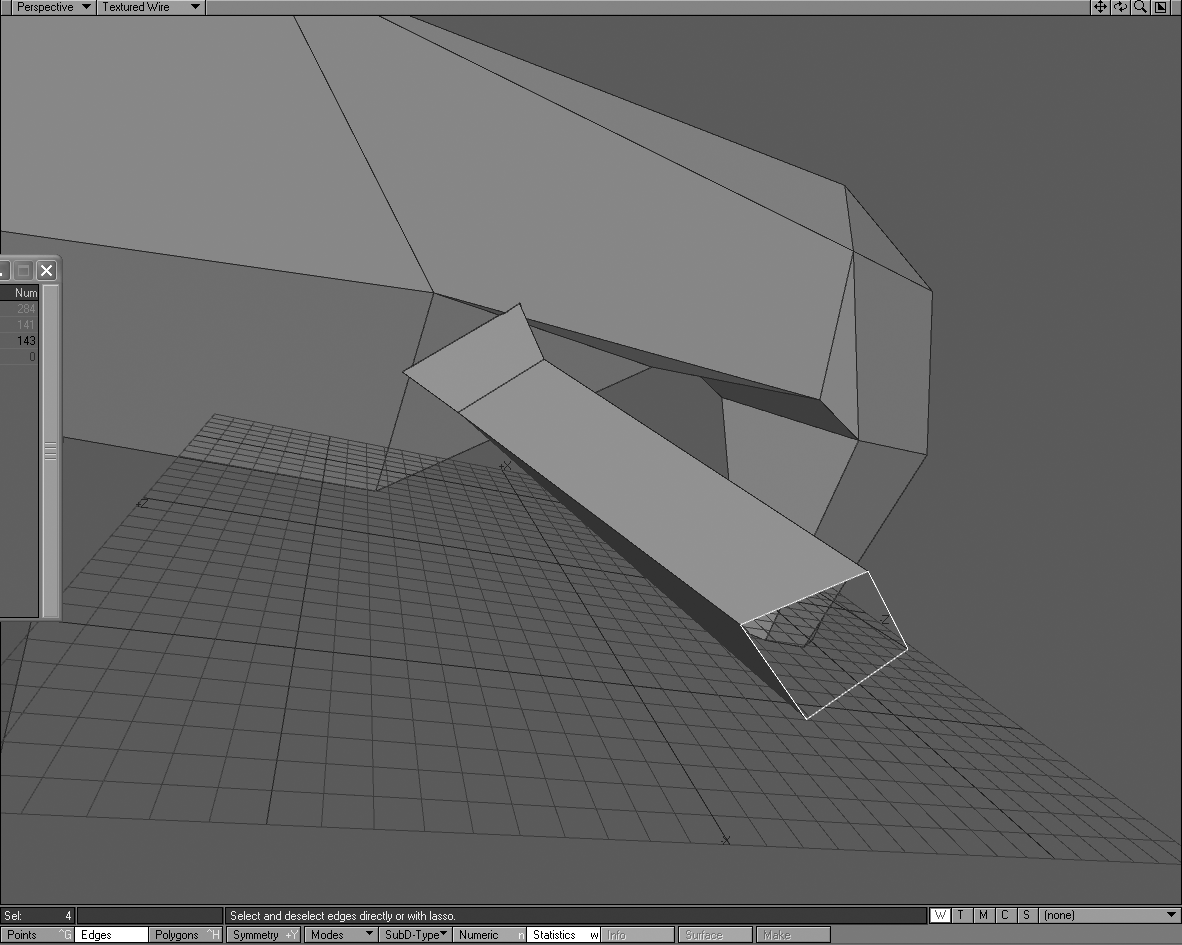 Perspective Textured Wire
Num
284
141
143
0
X
Z
Z
X
Sel: 4 Select and deselect edges directly or with lasso. W T M C S (none)
Points ^G Edges Polygons ^H Symmetry +Y Modes SubD-Type Numeric n Statistics w Info Surface Make